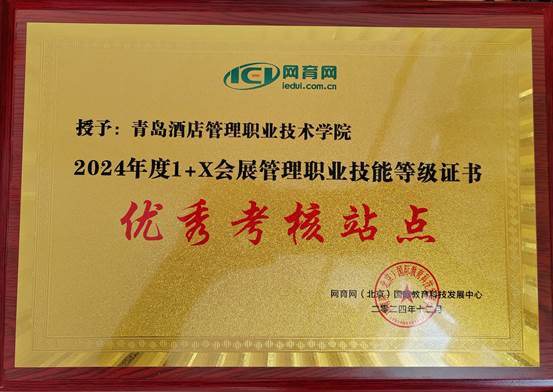 ICI 网育网
iedui.com.cn
授予：青岛酒店管理职业技术学院
2024年度1+X会展管理职业技能等级证书
优秀考核站点
网育网（北京）国际教育科技发展中心
二〇二四年十二月